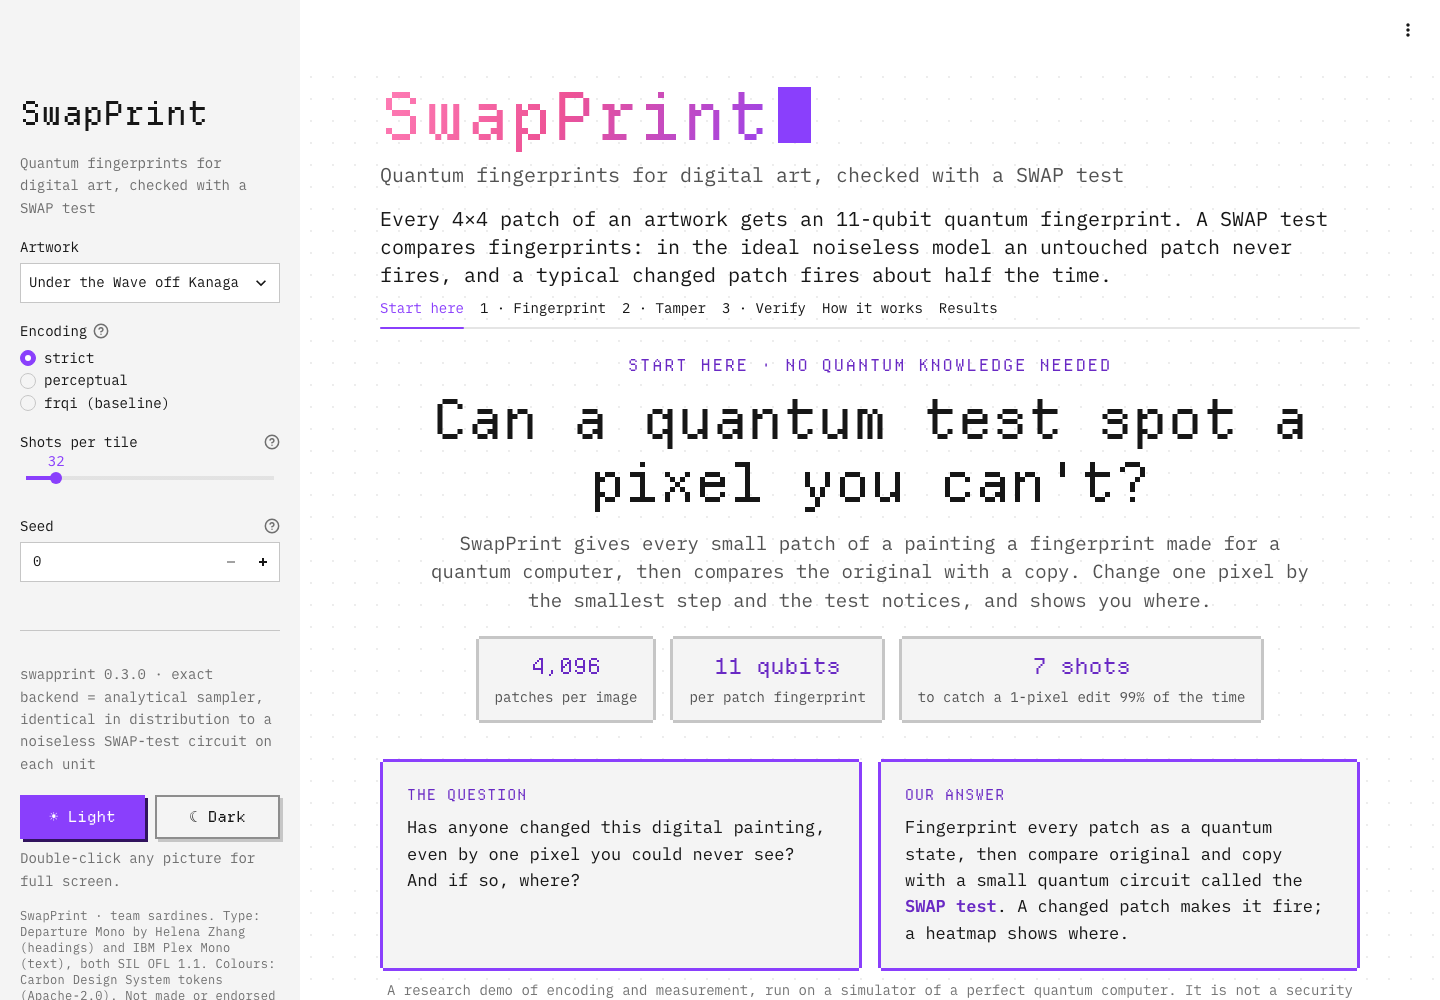 SwapPrint
Quantum fingerprints for
digital art, checked with a
SWAP test
Artwork
Under the Wave off Kanaga
Encoding
strict
perceptual
frqi (baseline)
Shots per tile
32
Seed
0
swapprint 0.3.0 · exact
backend = analytical sampler,
identical in distribution to a
noiseless SWAP-test circuit on
each unit
☀ Light
☾ Dark
Double-click any picture for
full screen.
SwapPrint · team sardines. Type:
Departure Mono by Helena Zhang
(headings) and IBM Plex Mono
(text), both SIL OFL 1.1. Colours:
Carbon Design System tokens
(Apache-2.0). Not made or endorsed
SwapPrint
Quantum fingerprints for digital art, checked with a SWAP test
Every 4×4 patch of an artwork gets an 11-qubit quantum fingerprint. A SWAP test
compares fingerprints: in the ideal noiseless model an untouched patch never
fires, and a typical changed patch fires about half the time.
Start here 1 · Fingerprint 2 · Tamper 3 · Verify How it works Results
START HERE · NO QUANTUM KNOWLEDGE NEEDED
Can a quantum test spot a
pixel you can't?
SwapPrint gives every small patch of a painting a fingerprint made for a
quantum computer, then compares the original with a copy. Change one pixel by
the smallest step and the test notices, and shows you where.
4,096
patches per image
11 qubits
per patch fingerprint
7 shots
to catch a 1-pixel edit 99% of the time
THE QUESTION
Has anyone changed this digital painting,
even by one pixel you could never see?
And if so, where?
OUR ANSWER
Fingerprint every patch as a quantum
state, then compare original and copy
with a small quantum circuit called the
SWAP test. A changed patch makes it fire;
a heatmap shows where.
A research demo of encoding and measurement, run on a simulator of a perfect quantum computer. It is not a security